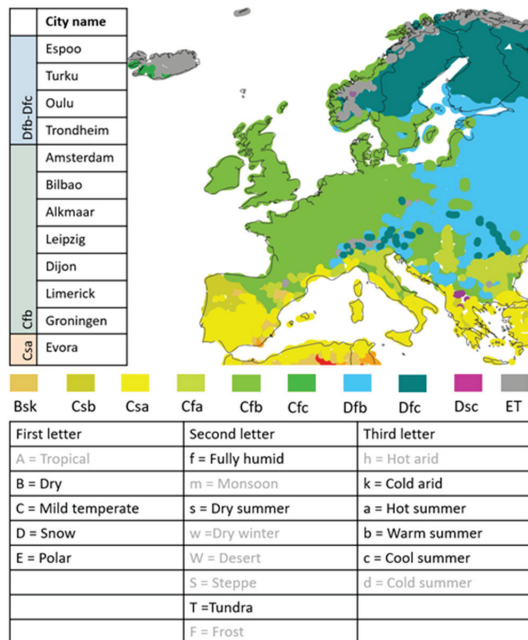 City name
Dfb-Dfc
Espoo
Turku
Oulu
Trondheim
Cfb
Amsterdam
Bilbao
Alkmaar
Leipzig
Dijon
Limerick
Groningen
Csa
Evora
Bsk Csb Csa Cfa Cfb Cfc Dfb Dfc Dsc ET
First letter Second letter Third letter
A = Tropical f = Fully humid h = Hot arid
B = Dry m = Monsoon k = Cold arid
C = Mild temperate s = Dry summer a = Hot summer
D = Snow w =Dry winter b = Warm summer
E = Polar W = Desert c = Cool summer
S = Steppe d = Cold summer
T =Tundra
F = Frost